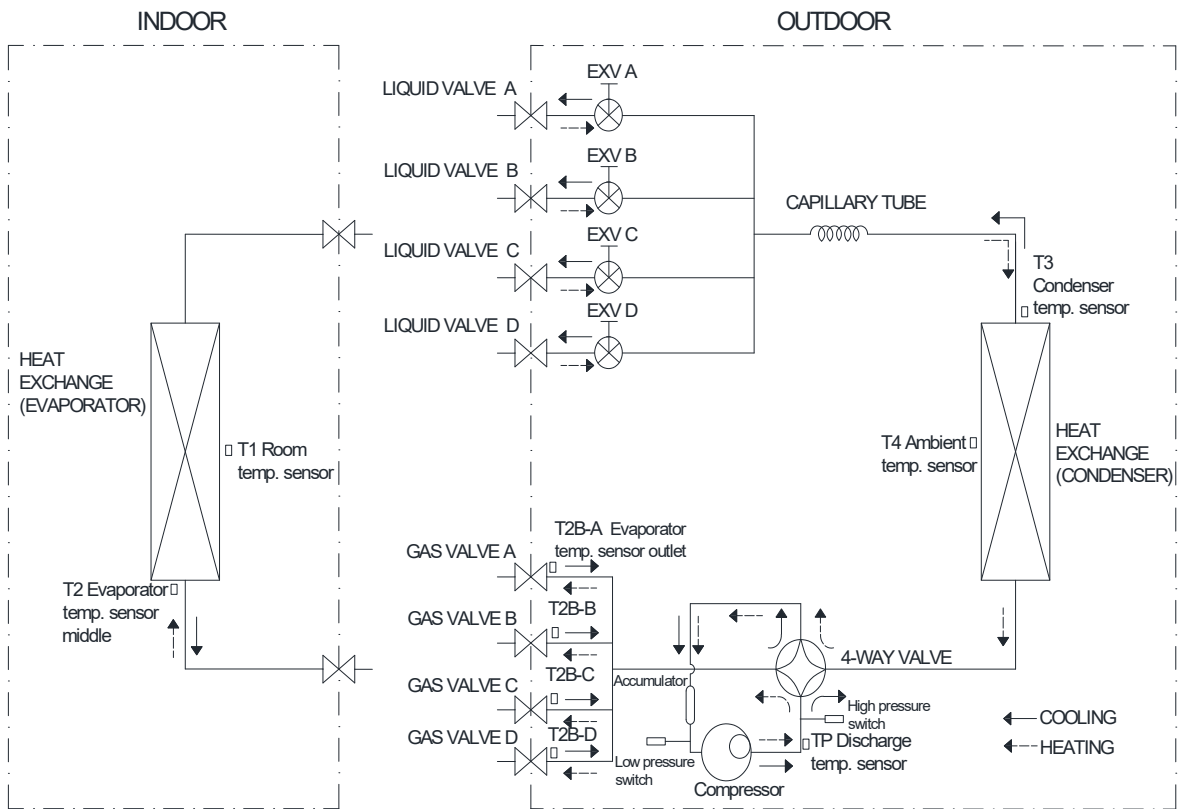 INDOOR
OUTDOOR
LIQUID VALVE A
EXV A
LIQUID VALVE B
EXV B
LIQUID VALVE C
EXV C
LIQUID VALVE D
EXV D
CAPILLARY TUBE
T3
Condenser
temp. sensor
HEAT
EXCHANGE
(EVAPORATOR)
T1 Room
temp. sensor
T4 Ambient
temp. sensor
HEAT
EXCHANGE
(CONDENSER)
T2 Evaporator
temp. sensor
middle
GAS VALVE A
T2B-A Evaporator
temp. sensor outlet
GAS VALVE B
T2B-B
GAS VALVE C
T2B-C
GAS VALVE D
T2B-D
Accumulator
4-WAY VALVE
High pressure
switch
Low pressure
switch
TP Discharge
temp. sensor
Compressor
COOLING
HEATING